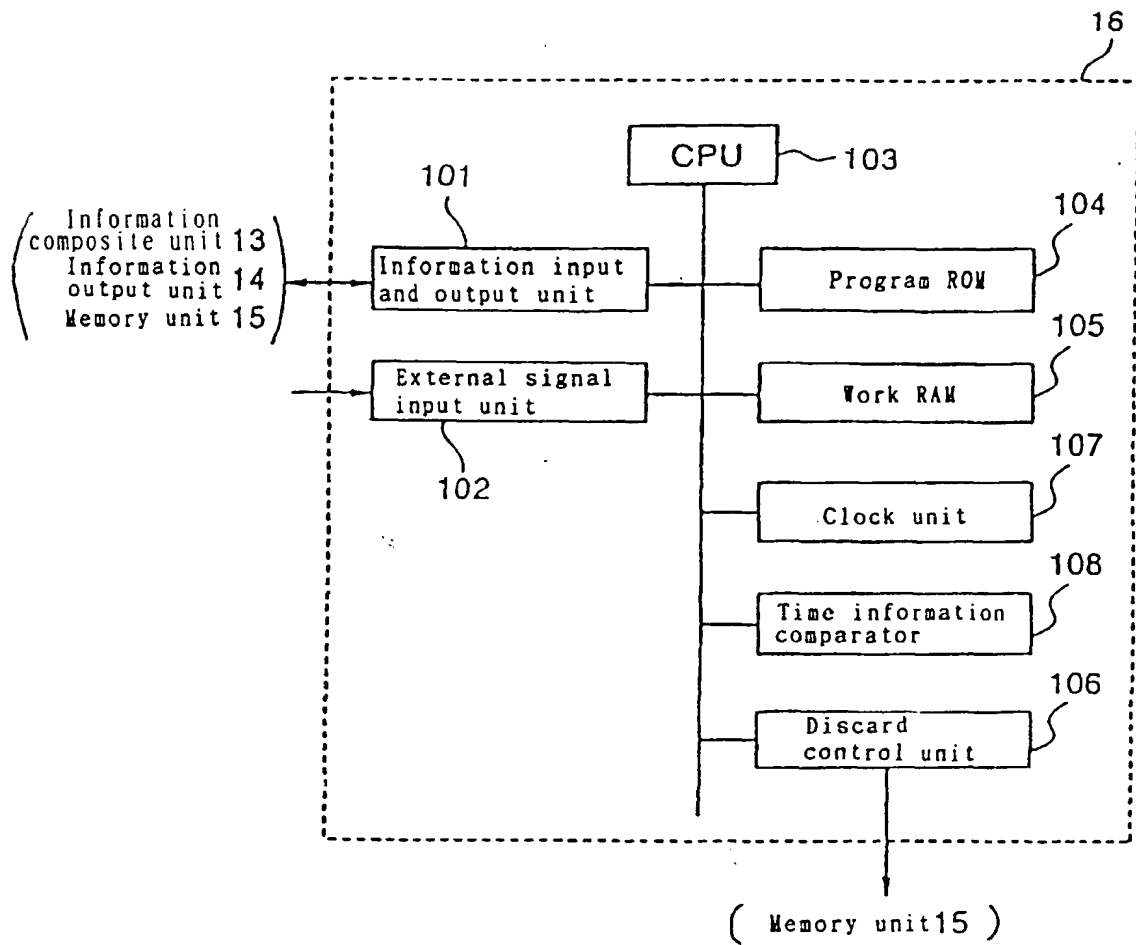 16
CPU
103
101
104
Information
composite unit 13
Information
output unit 14
Memory unit 15
Information input
and output unit
Program ROM
105
External signal
input unit
Work RAM
102
107
Clock unit
108
Time information
comparator
106
Discard
control unit
( Memory unit 15 )